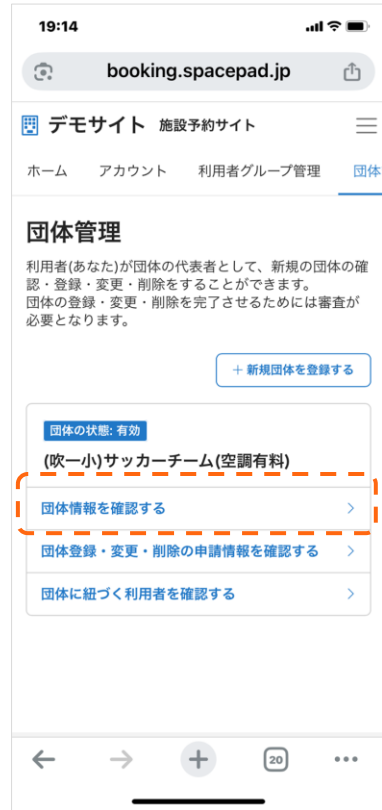 19:14
booking.spacepad.jp
デモサイト 施設予約サイト
ホーム アカウント 利用者グループ管理 団体
団体管理
利用者(あなた)が団体の代表者として、新規の団体の確
認・登録・変更・削除をすることができます。
団体の登録・変更・削除を完了させるためには審査が
必要となります。
+ 新規団体を登録する
団体の状態: 有効
(吹一小)サッカーチーム(空調有料)
団体情報を確認する
団体登録・変更・削除の申請情報を確認する
団体に紐づく利用者を確認する
20